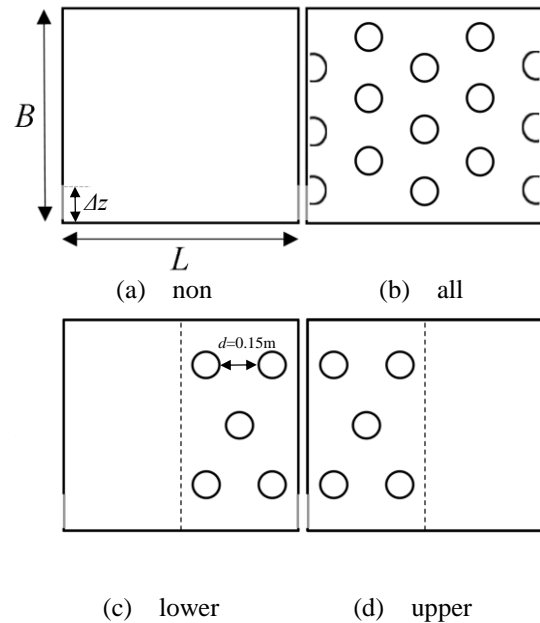 B
Δz
L
(a) non
(b) all
d=0.15m
(c) lower
(d) upper